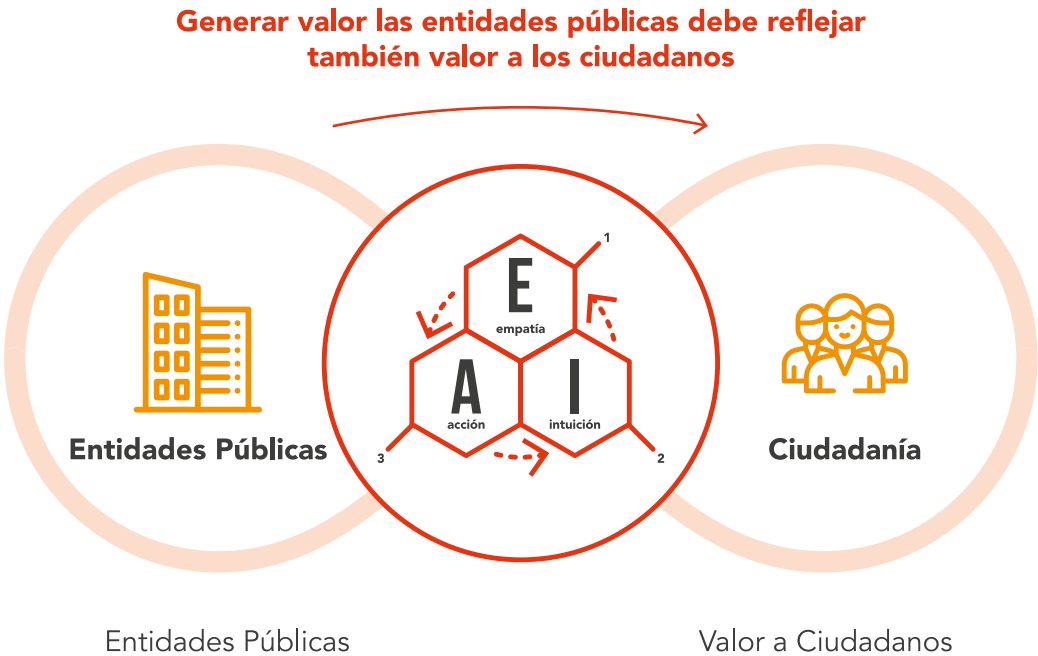 Generar valor las entidades públicas debe reflejar
también valor a los ciudadanos
1
E
empatía
A
acción
I
intuición
3
2
Entidades Públicas
Ciudadanía
Entidades Públicas
Valor a Ciudadanos